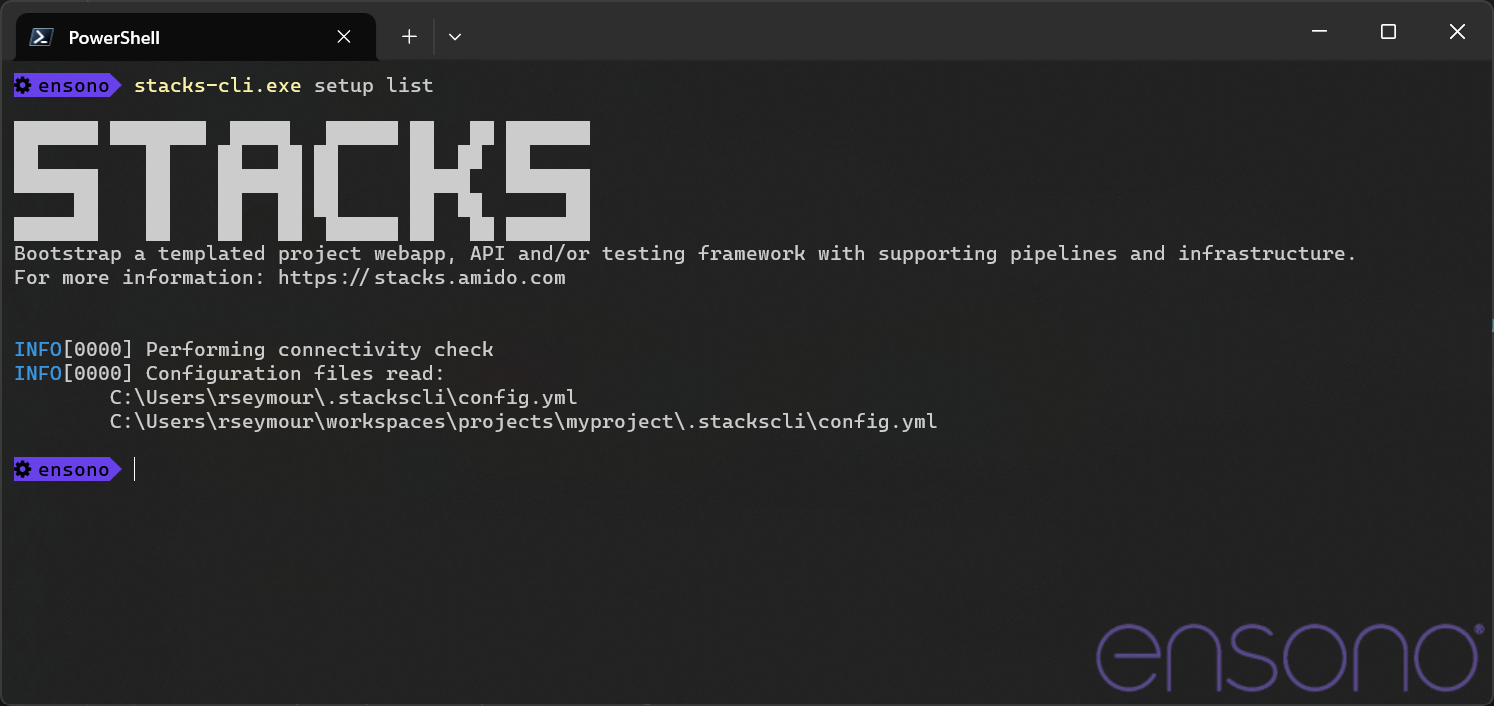 PowerShell
ensono stacks-cli.exe setup list
STACKS
Bootstrap a templated project webapp, API and/or testing framework with supporting pipelines and infrastructure.
For more information: https://stacks.amido.com
INFO[0000] Performing connectivity check
INFO[0000] Configuration files read:
C:\Users\rseymour\.stackscli\config.yml
C:\Users\rseymour\workspaces\projects\myproject\.stackscli\config.yml
ensono
ensono®